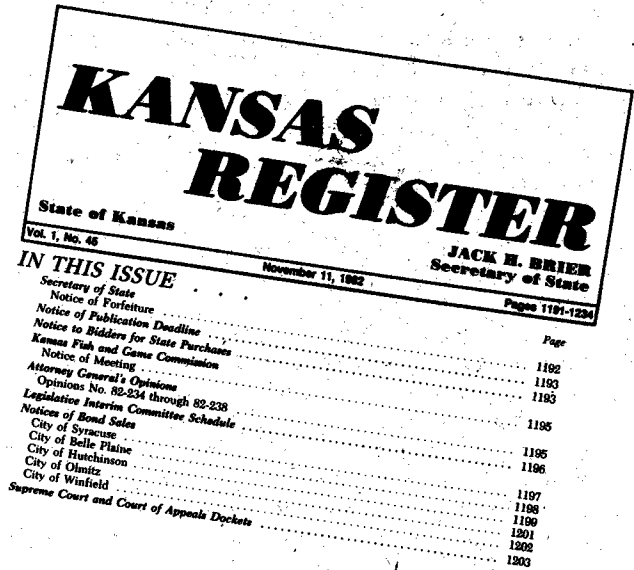 KANSAS
REGISTER
State of Kansas
JACK H. BRIER
Secretary of State
Vol. 1, No. 45 November 11, 1982 Pages 1191-1234
IN THIS ISSUE . . .
Page
Secretary of State
Notice of Forfeiture ..... 1192
Notice of Publication Deadline ..... 1193
Notice to Bidders for State Purchases ..... 1193
Kansas Fish and Game Commission
Notice of Meeting ..... 1195
Attorney General's Opinions
Opinions No. 82-234 through 82-238 ..... 1195
Legislative Interim Committee Schedule ..... 1196
Notices of Bond Sales
City of Syracuse ..... 1197
City of Belle Plaine ..... 1198
City of Hutchinson ..... 1199
City of Olmitz ..... 1201
City of Winfield ..... 1202
Supreme Court and Court of Appeals Dockets ..... 1203